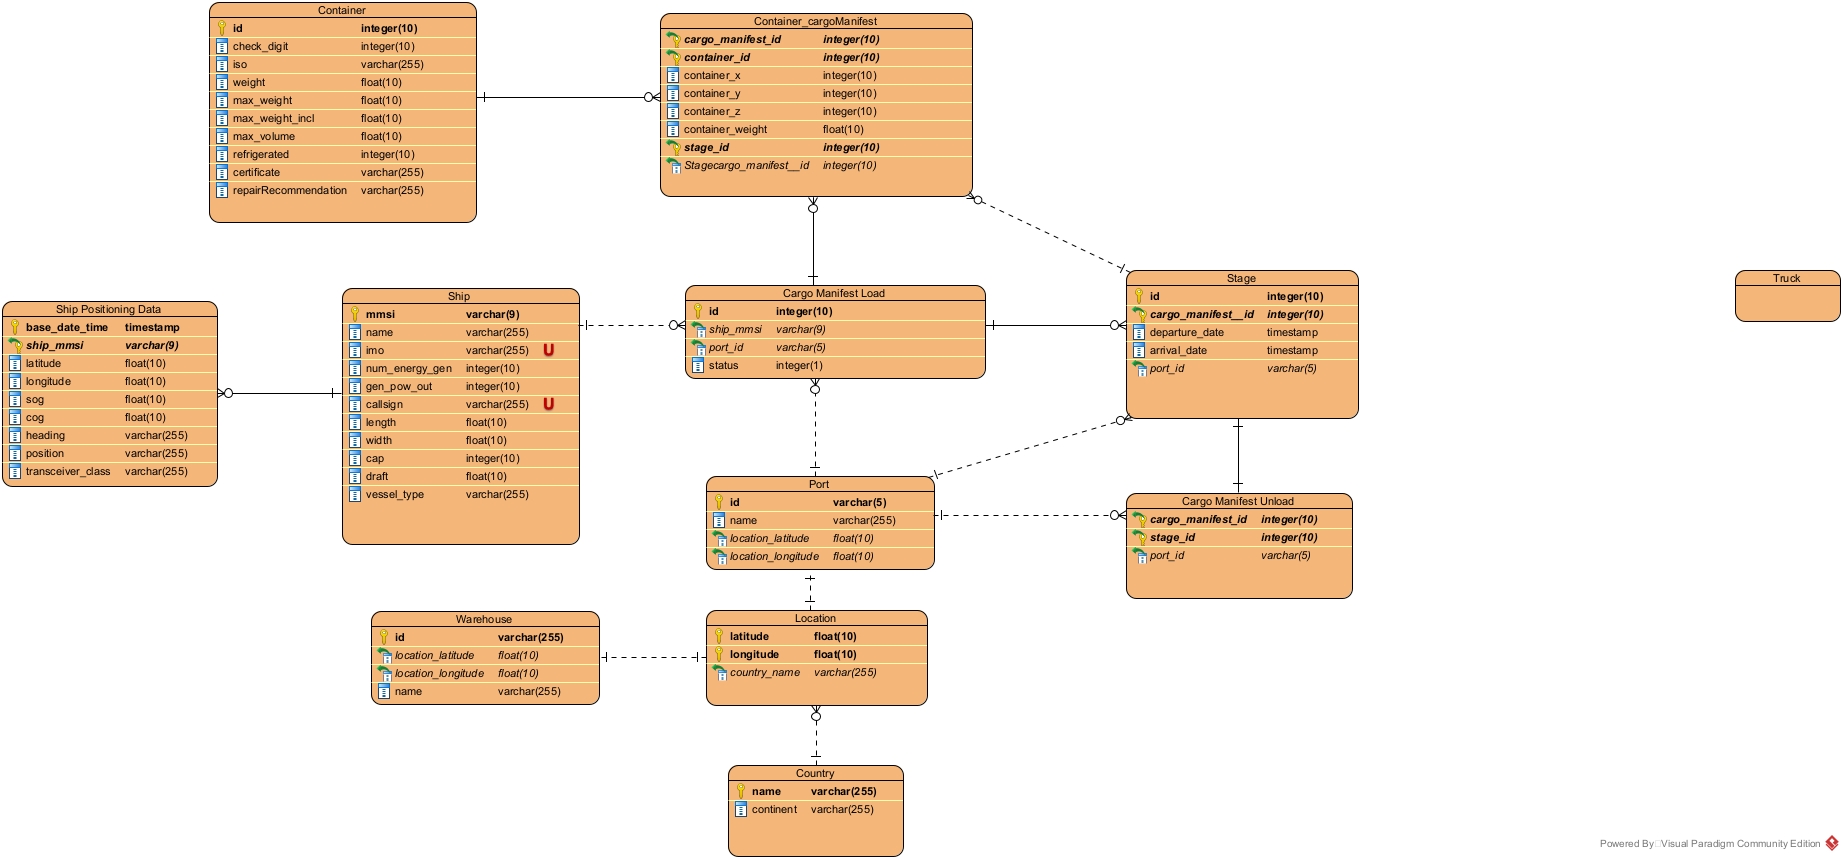 Container
id integer(10)
check_digit integer(10)
iso varchar(255)
weight float(10)
max_weight float(10)
max_weight_incl float(10)
max_volume float(10)
refrigerated integer(10)
certificate varchar(255)
repairRecommendation varchar(255)
Container_cargoManifest
cargo_manifest_id integer(10)
container_id integer(10)
container_x integer(10)
container_y integer(10)
container_z integer(10)
container_weight float(10)
stage_id integer(10)
Stagecargo_manifest__id integer(10)
Ship Positioning Data
base_date_time timestamp
ship_mmsi varchar(9)
latitude float(10)
longitude float(10)
sog float(10)
cog float(10)
heading varchar(255)
position varchar(255)
transceiver_class varchar(255)
Ship
mmsi varchar(9)
name varchar(255)
imo varchar(255) U
num_energy_gen integer(10)
gen_pow_out integer(10)
callsign varchar(255) U
length float(10)
width float(10)
cap integer(10)
draft float(10)
vessel_type varchar(255)
Cargo Manifest Load
id integer(10)
ship_mmsi varchar(9)
port_id varchar(5)
status integer(1)
Stage
id integer(10)
cargo_manifest__id integer(10)
departure_date timestamp
arrival_date timestamp
port_id varchar(5)
Truck
Port
id varchar(5)
name varchar(255)
location_latitude float(10)
location_longitude float(10)
Cargo Manifest Unload
cargo_manifest_id integer(10)
stage_id integer(10)
port_id varchar(5)
Warehouse
id varchar(255)
location_latitude float(10)
location_longitude float(10)
name varchar(255)
Location
latitude float(10)
longitude float(10)
country_name varchar(255)
Country
name varchar(255)
continent varchar(255)
Powered By□Visual Paradigm Community Edition